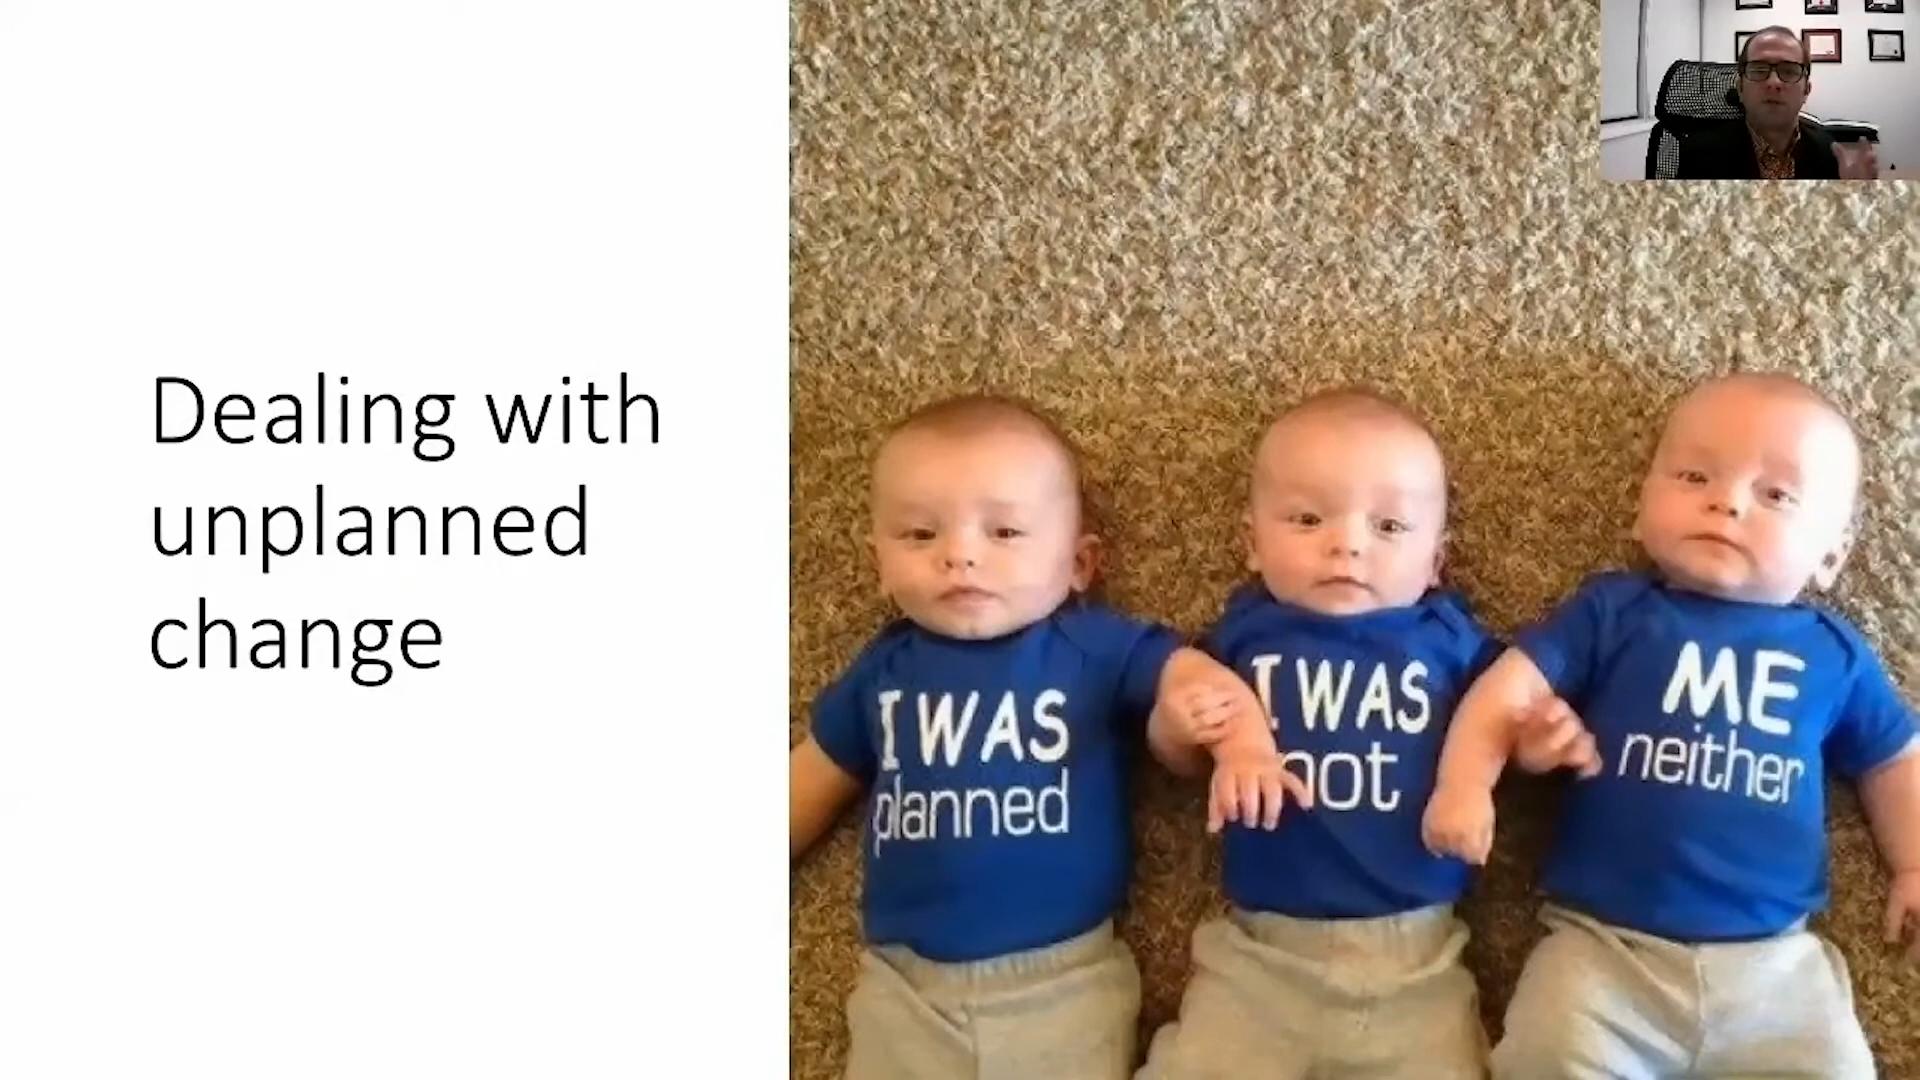 Dealing with
unplanned
change
I WAS
planned
I WAS
not
ME
neither